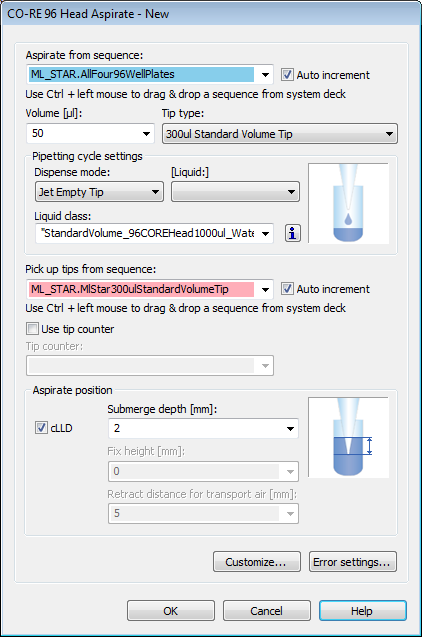 CO-RE 96 Head Aspirate - New
Aspirate from sequence:
ML_STAR.AllFour96WellPlates
Auto increment
Use Ctrl + left mouse to drag & drop a sequence from system deck
Volume [µl]: Tip type:
50 300ul Standard Volume Tip
Pipetting cycle settings
Dispense mode: [Liquid:]
Jet Empty Tip
Liquid class:
"StandardVolume_96COREHead1000ul_Wate
i
Pick up tips from sequence:
ML_STAR.MlStar300ulStandardVolumeTip
Auto increment
Use Ctrl + left mouse to drag & drop a sequence from system deck
Use tip counter
Tip counter:
Aspirate position
Submerge depth [mm]:
cLLD 2
Fix height [mm]:
0
Retract distance for transport air [mm]:
5
Customize... Error settings...
OK Cancel Help